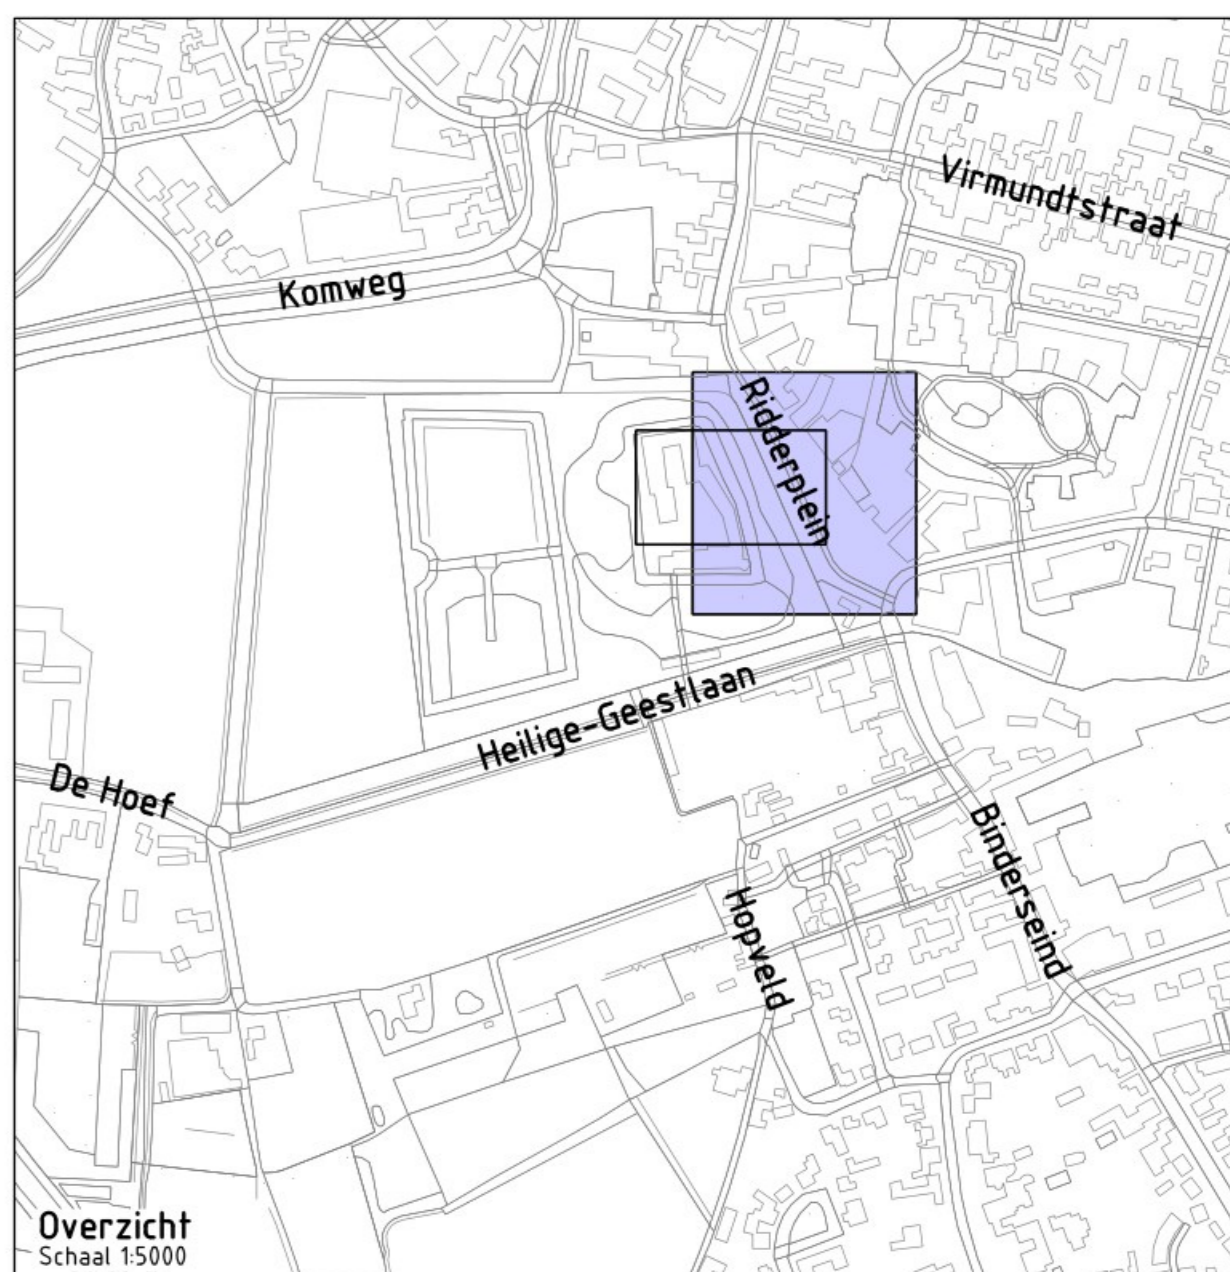 Virmundtstraat
Komweg
Ridderplein
Heilige-Geestlaan
De Hoef
Binderseind
Hopveld
Overzicht
Schaal 1:5000